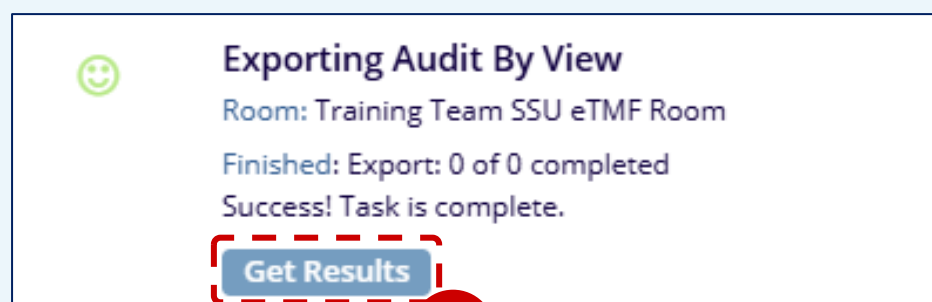 Exporting Audit By View
Room: Training Team SSU eTMF Room
Finished: Export: 0 of 0 completed
Success! Task is complete.
Get Results